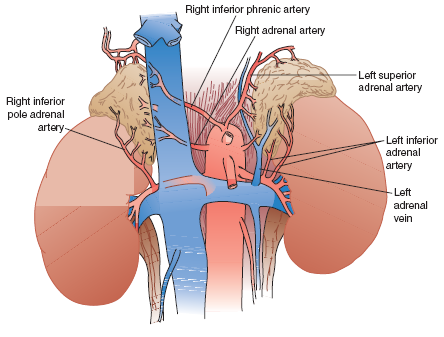 Right inferior phrenic artery
Right adrenal artery
Left superior
adrenal artery
Right inferior
pole adrenal
artery
Left inferior
adrenal
artery
Left
adrenal
vein